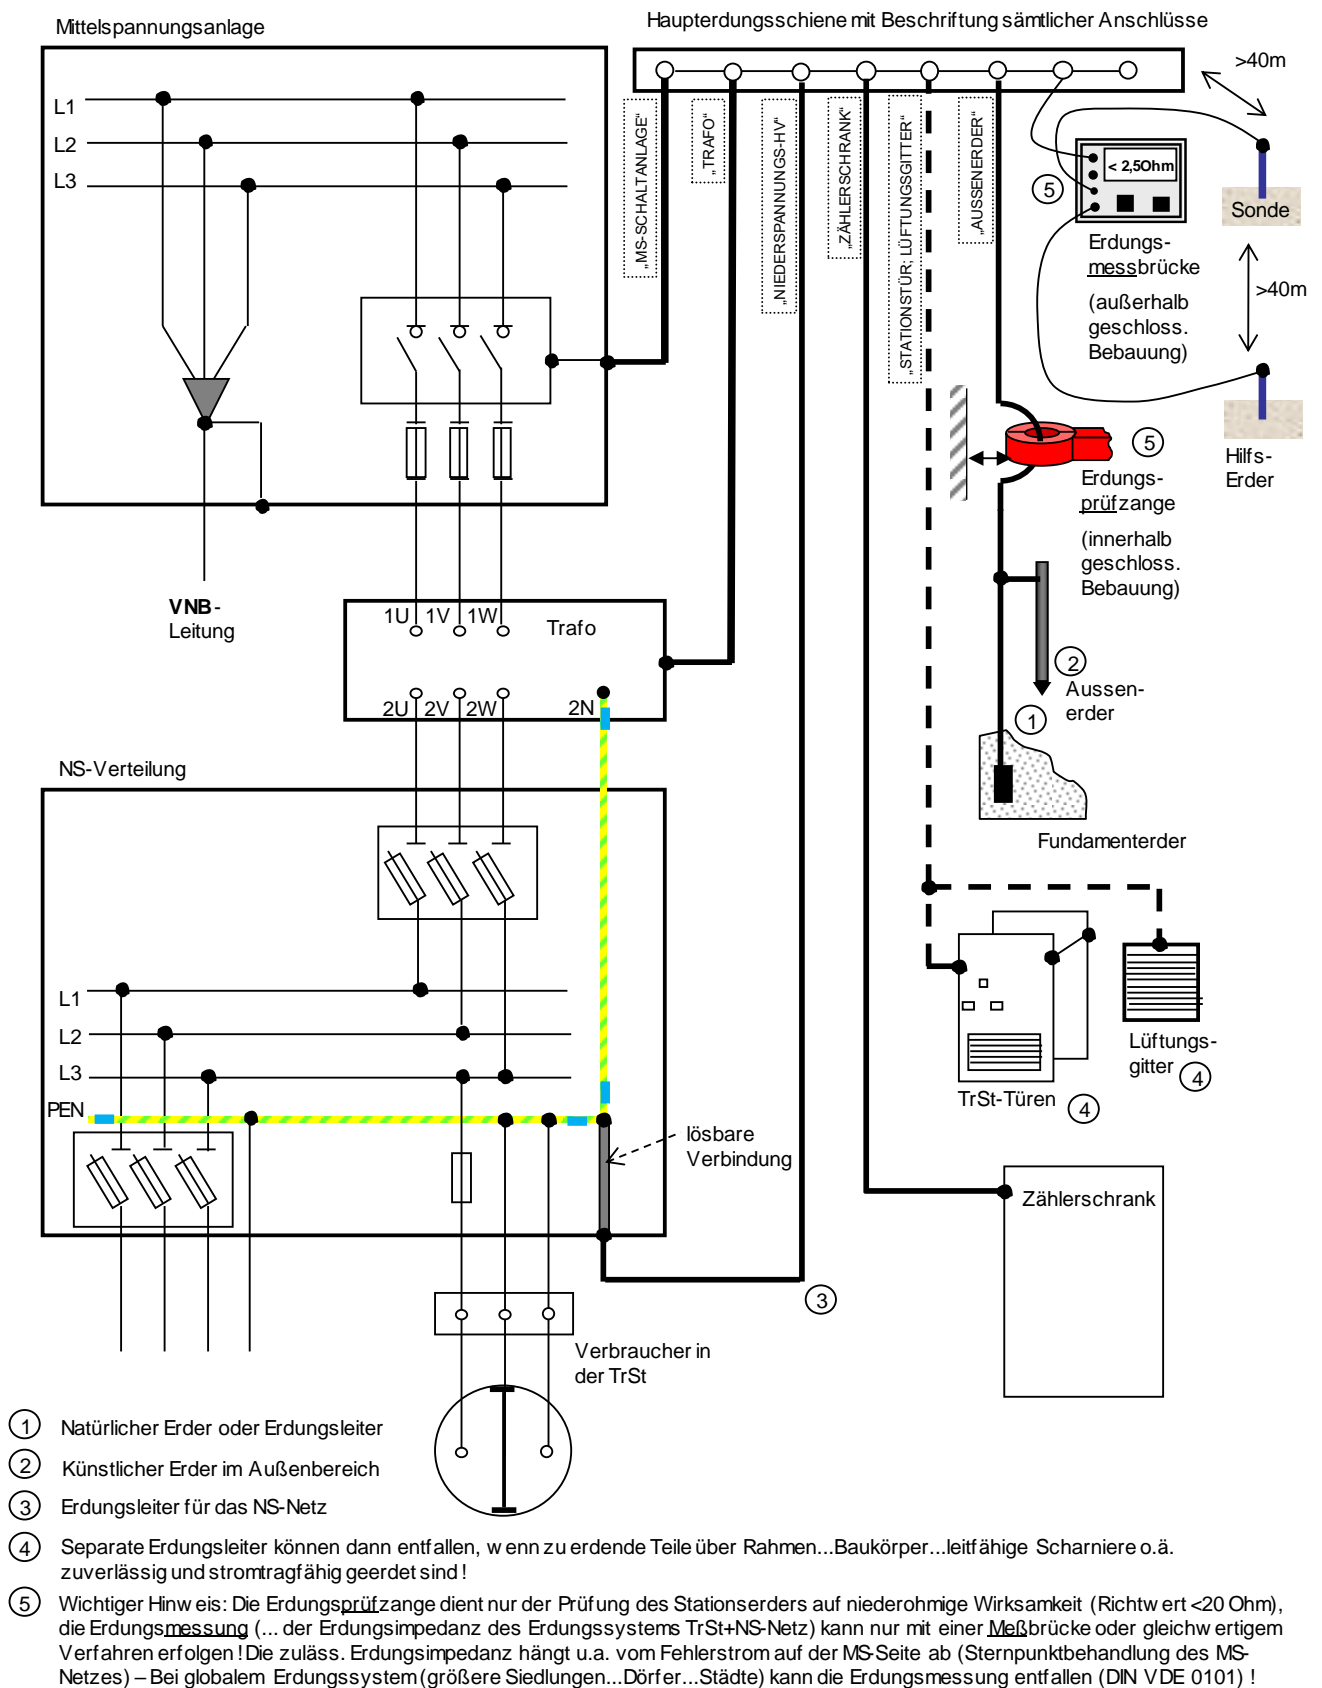 Mittelspannungsanlage
Haupterdungsschiene mit Beschriftung sämtlicher Anschlüsse
L1
L2
L3
„MS-SCHALTANLAGE“
„TRAFO“
„NIEDERSPANNUNGS-HV“
„ZÄHLERSCHRANK“
„STATIONSTÜR; LÜFTUNGSGITTER“
„AUSSENERDER“
>40m
< 2,5Ohm
5
Sonde
Erdungs-
messbrücke
(außerhalb
geschloss.
Bebauung)
>40m
Hilfs-
Erder
5
Erdungs-
prüfzange
(innerhalb
geschloss.
Bebauung)
VNB-
Leitung
1U 1V 1W
Trafo
2U 2V 2W 2N
2
Aussen-
erder
1
Fundamenterder
NS-Verteilung
L1
L2
L3
PEN
lösbare
Verbindung
Lüftungs-
gitter 4
TrSt-Türen 4
Zählerschrank
3
Verbraucher in
der TrSt
1 Natürlicher Erder oder Erdungsleiter
2 Künstlicher Erder im Außenbereich
3 Erdungsleiter für das NS-Netz
4 Separate Erdungsleiter können dann entfallen, wenn zu erdende Teile über Rahmen...Baukörper...leitfähige Scharniere o.ä.
zuverlässig und stromtragfähig geerdet sind !
5 Wichtiger Hinweis: Die Erdungsprüfzange dient nur der Prüfung des Stationserders auf niederohmige Wirksamkeit (Richtwert <20 Ohm),
die Erdungsmessung (... der Erdungsimpedanz des Erdungssystems TrSt+NS-Netz) kann nur mit einer Meßbrücke oder gleichwertigem
Verfahren erfolgen ! Die zuläss. Erdungsimpedanz hängt u.a. vom Fehlerstrom auf der MS-Seite ab (Sternpunktbehandlung des MS-
Netzes) – Bei globalem Erdungssystem (größere Siedlungen...Dörfer...Städte) kann die Erdungsmessung entfallen (DIN VDE 0101) !